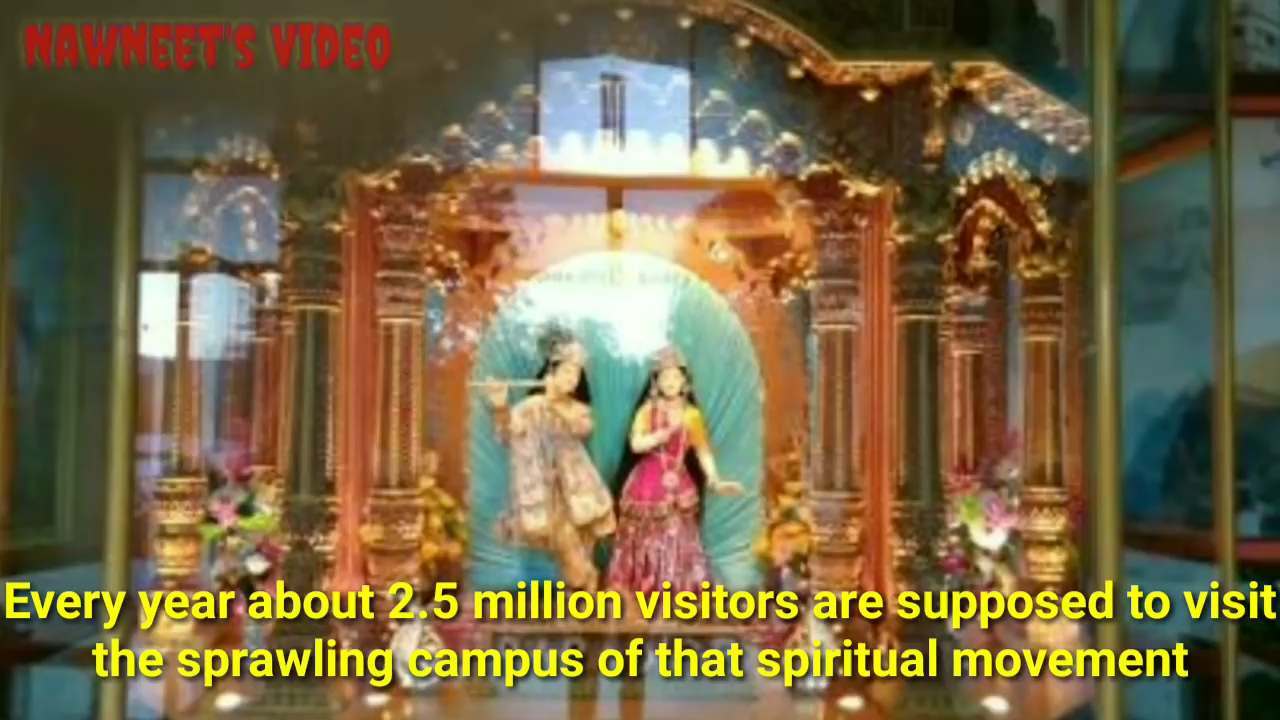 NAWNEET'S VIDEO
Every year about 2.5 million visitors are supposed to visit
the sprawling campus of that spiritual movement